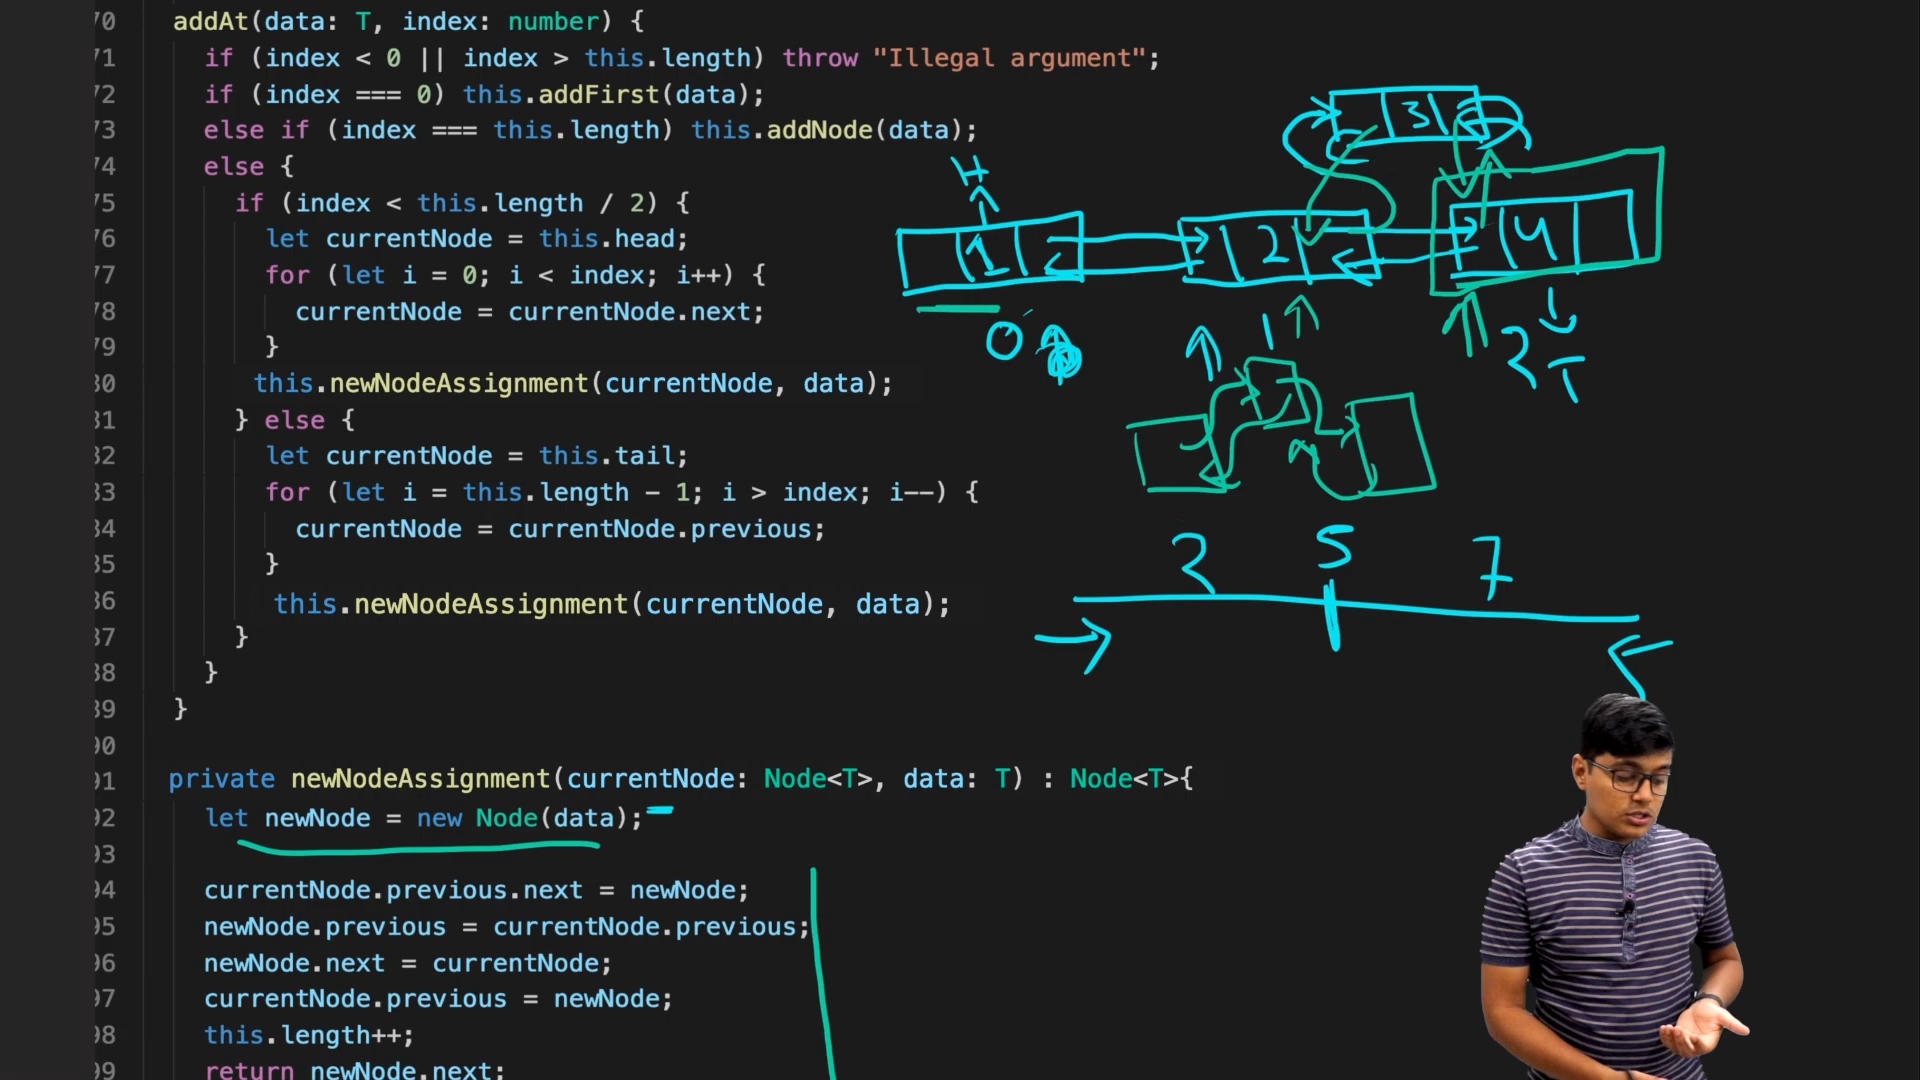 70 addAt(data: T, index: number) {
71 if (index < 0 || index > this.length) throw "Illegal argument";
72 if (index === 0) this.addFirst(data);
73 else if (index === this.length) this.addNode(data);
74 else {
75 if (index < this.length / 2) {
76 let currentNode = this.head;
77 for (let i = 0; i < index; i++) {
78 currentNode = currentNode.next;
79 }
80 this.newNodeAssignment(currentNode, data);
81 } else {
82 let currentNode = this.tail;
83 for (let i = this.length - 1; i > index; i--) {
84 currentNode = currentNode.previous;
85 }
86 this.newNodeAssignment(currentNode, data);
87 }
88 }
89 }
90
91 private newNodeAssignment(currentNode: Node<T>, data: T) : Node<T>{
92 let newNode = new Node(data);
93
94 currentNode.previous.next = newNode;
95 newNode.previous = currentNode.previous;
96 newNode.next = currentNode;
97 currentNode.previous = newNode;
98 this.length++;
99 return newNode.next;
3
H
1 2 4
0 1 2
T
2 5 7